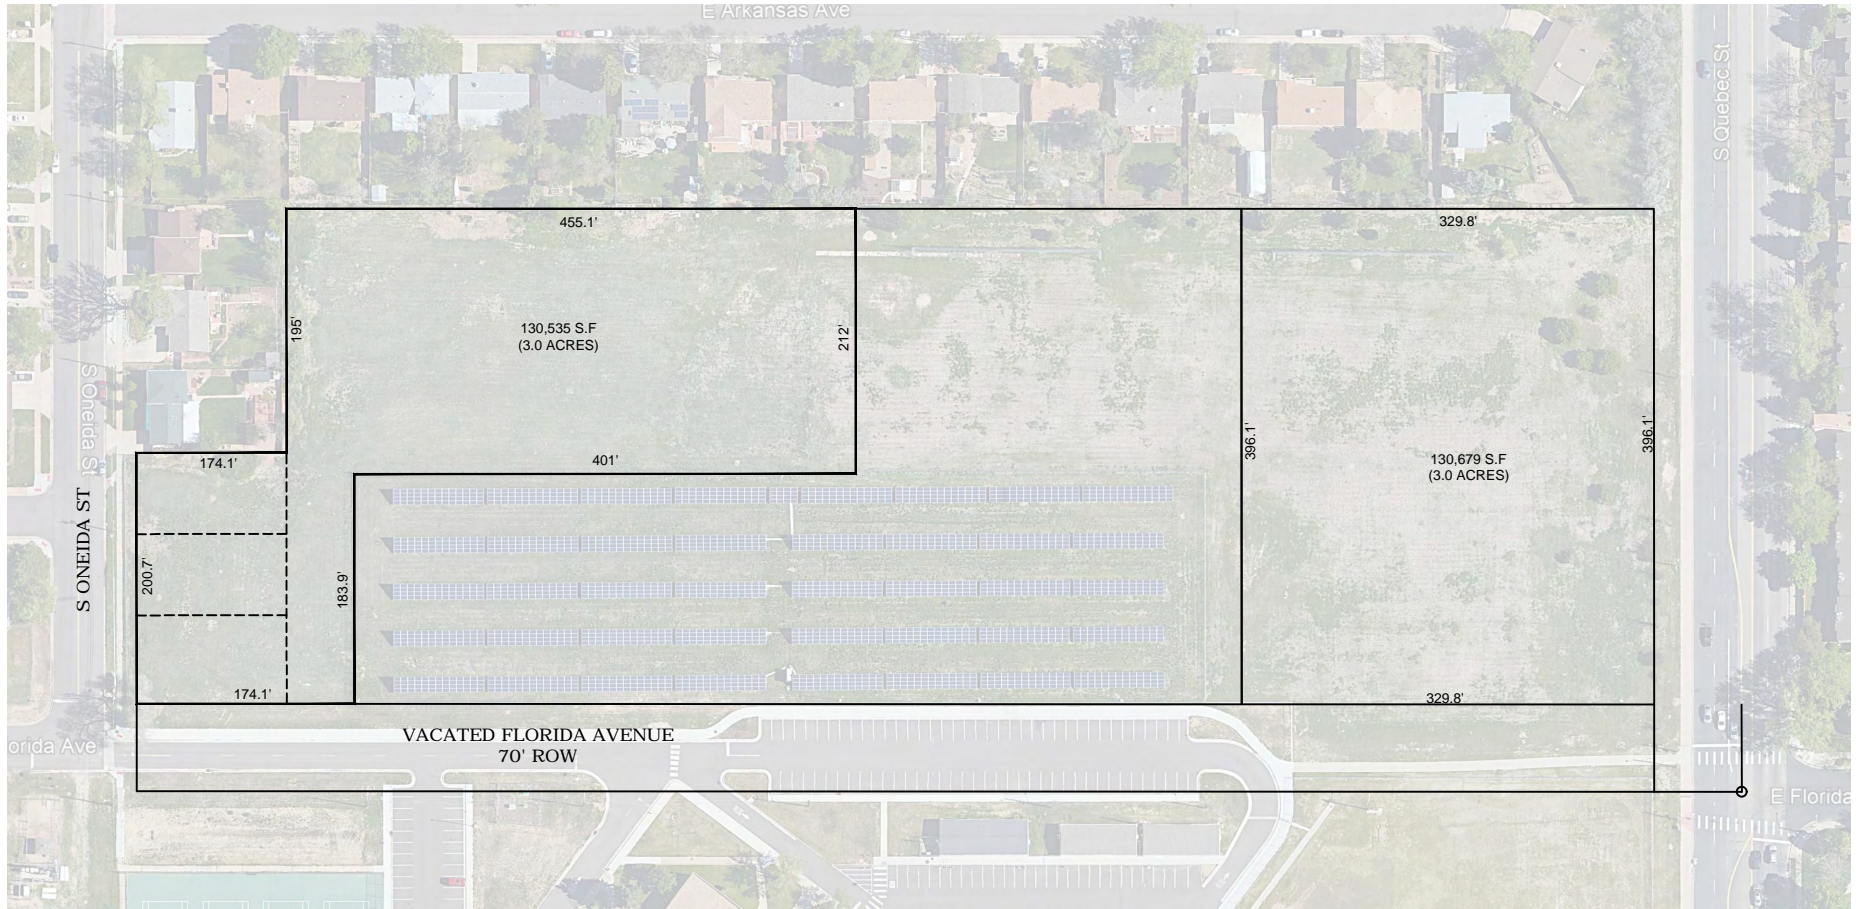 E Arkansas Ave
S Quebec St
455.1'
329.8'
195'
130,535 S.F
(3.0 ACRES)
212'
S Oneida St
174.1'
401'
396.1'
130,679 S.F
(3.0 ACRES)
396.1'
S ONEIDA ST
200.7'
183.9'
174.1'
329.8'
VACATED FLORIDA AVENUE
70' ROW
orida Ave
E Florida